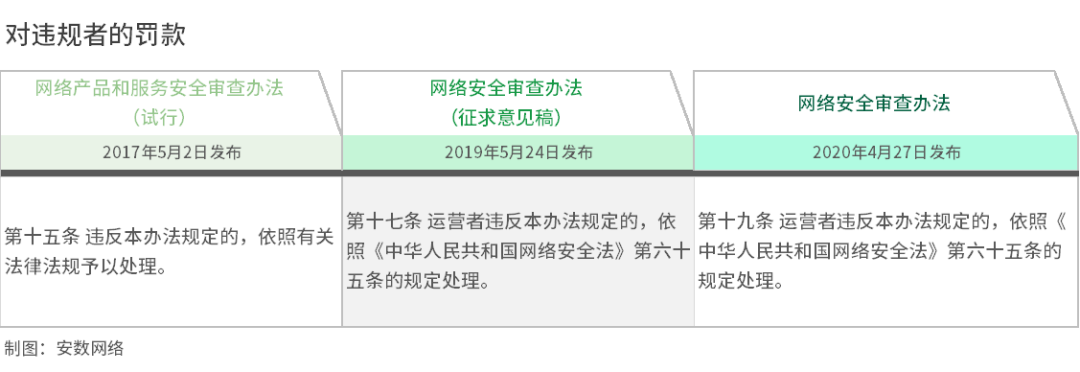 对违规者的罚款
网络产品和服务安全审查办法
（试行）
网络安全审查办法
（征求意见稿）
网络安全审查办法
2017年5月2日发布
2019年5月24日发布
2020年4月27日发布
第十五条 违反本办法规定的，依照有关
法律法规予以处理。
第十七条 运营者违反本办法规定的，依
照《中华人民共和国网络安全法》第六十
五条的规定处理。
第十九条 运营者违反本办法规定的，依照《
中华人民共和国网络安全法》第六十五条的
规定处理。
制图：安数网络